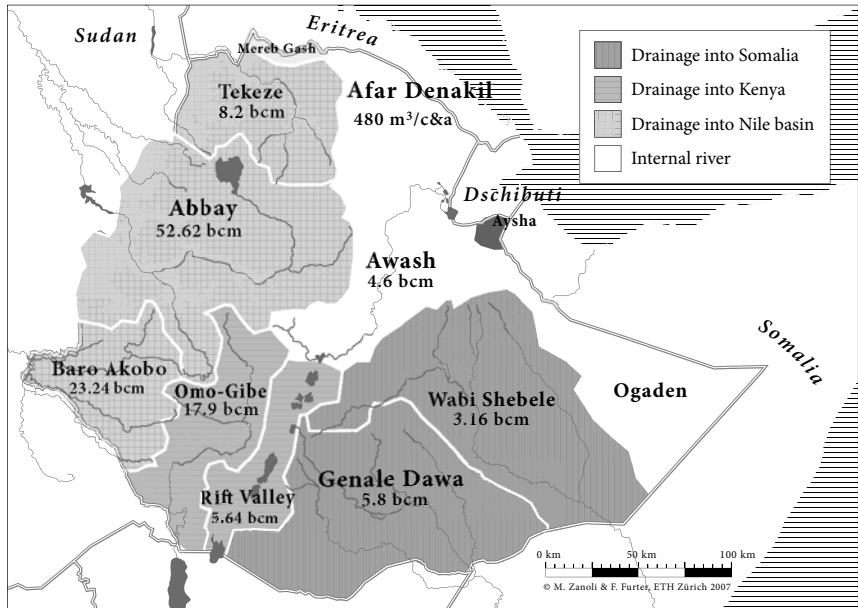 Sudan
Eritrea
Mereb Gash
Tekeze
8.2 bcm
Afar Denakil
480 m³/c&a
Drainage into Somalia
Drainage into Kenya
Drainage into Nile basin
Internal river
Abbay
52.62 bcm
Dschibuti
Aysha
Awash
4.6 bcm
Somalia
Baro Akobo
23.24 bcm
Omo-Gibe
17.9 bcm
Wabi Shebele
3.16 bcm
Ogaden
Genale Dawa
5.8 bcm
Rift Valley
5.64 bcm
0 km 50 km 100 km
© M. Zanoli & F. Furter, ETH Zürich 2007